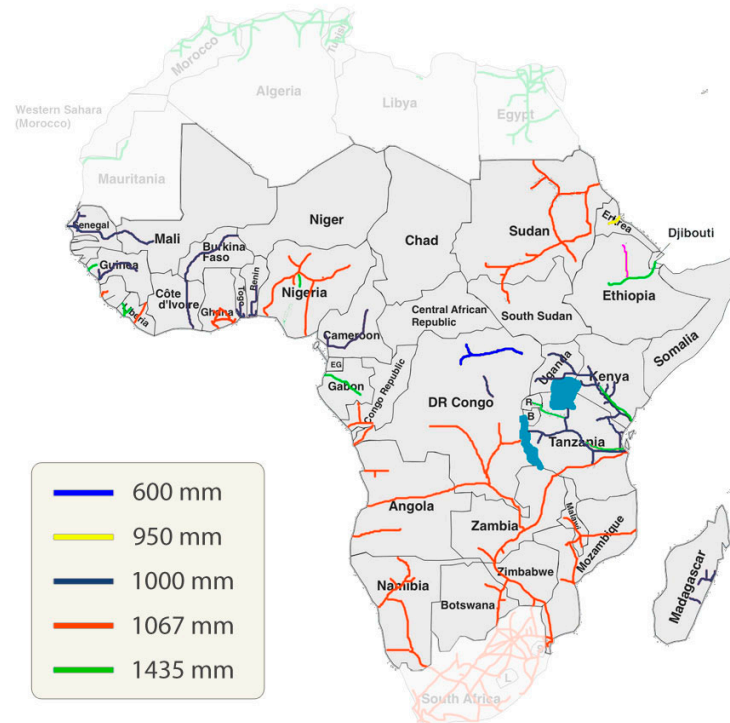 Tunisia
Morocco
Algeria
Libya
Egypt
Western Sahara
(Morocco)
Mauritania
Mali
Niger
Chad
Sudan
Eritrea
Djibouti
Senegal
Burkina
Faso
Guinea
Côte
d'Ivoire
Ghana
Togo
Benin
Nigeria
Liberia
Ethiopia
Central African
Republic
South Sudan
Somalia
Cameroon
EG
Gabon
Congo Republic
DR Congo
Uganda
Kenya
R
B
Tanzania
Angola
Zambia
Malawi
Mozambique
Zimbabwe
Namibia
Botswana
Madagascar
South Africa
L
600 mm
950 mm
1000 mm
1067 mm
1435 mm